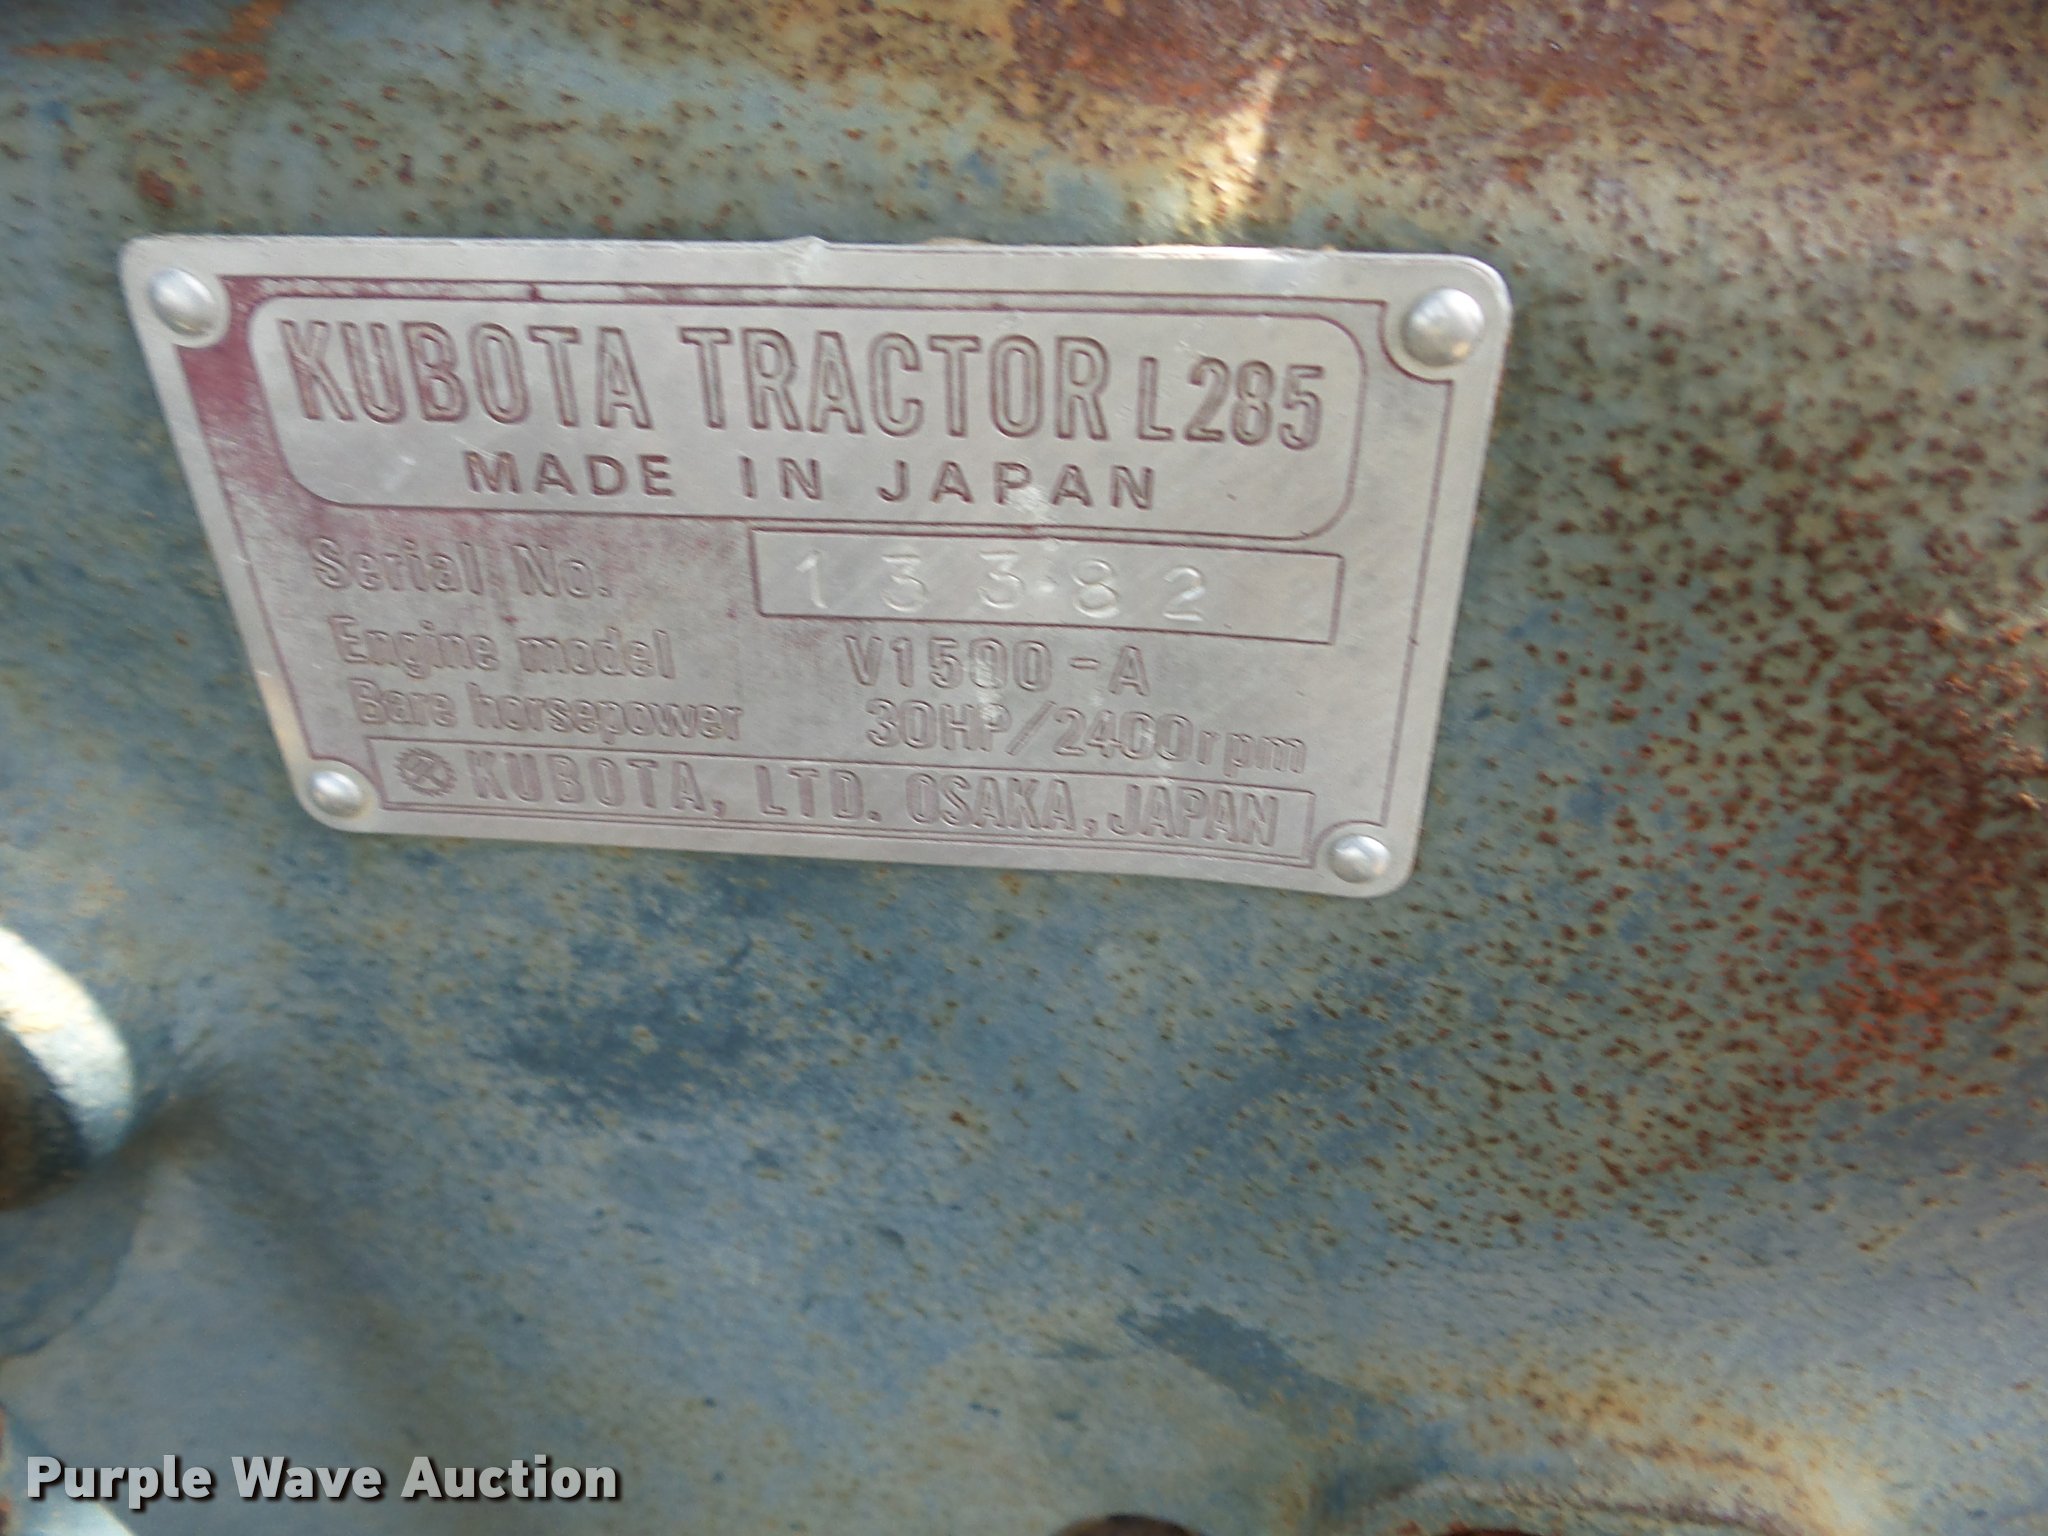 KUBOTA TRACTOR L285
MADE IN JAPAN
Serial No. 13382
Engine model V1500-A
Bare horsepower 30HP/2400rpm
KUBOTA, LTD. OSAKA, JAPAN
Purple Wave Auction